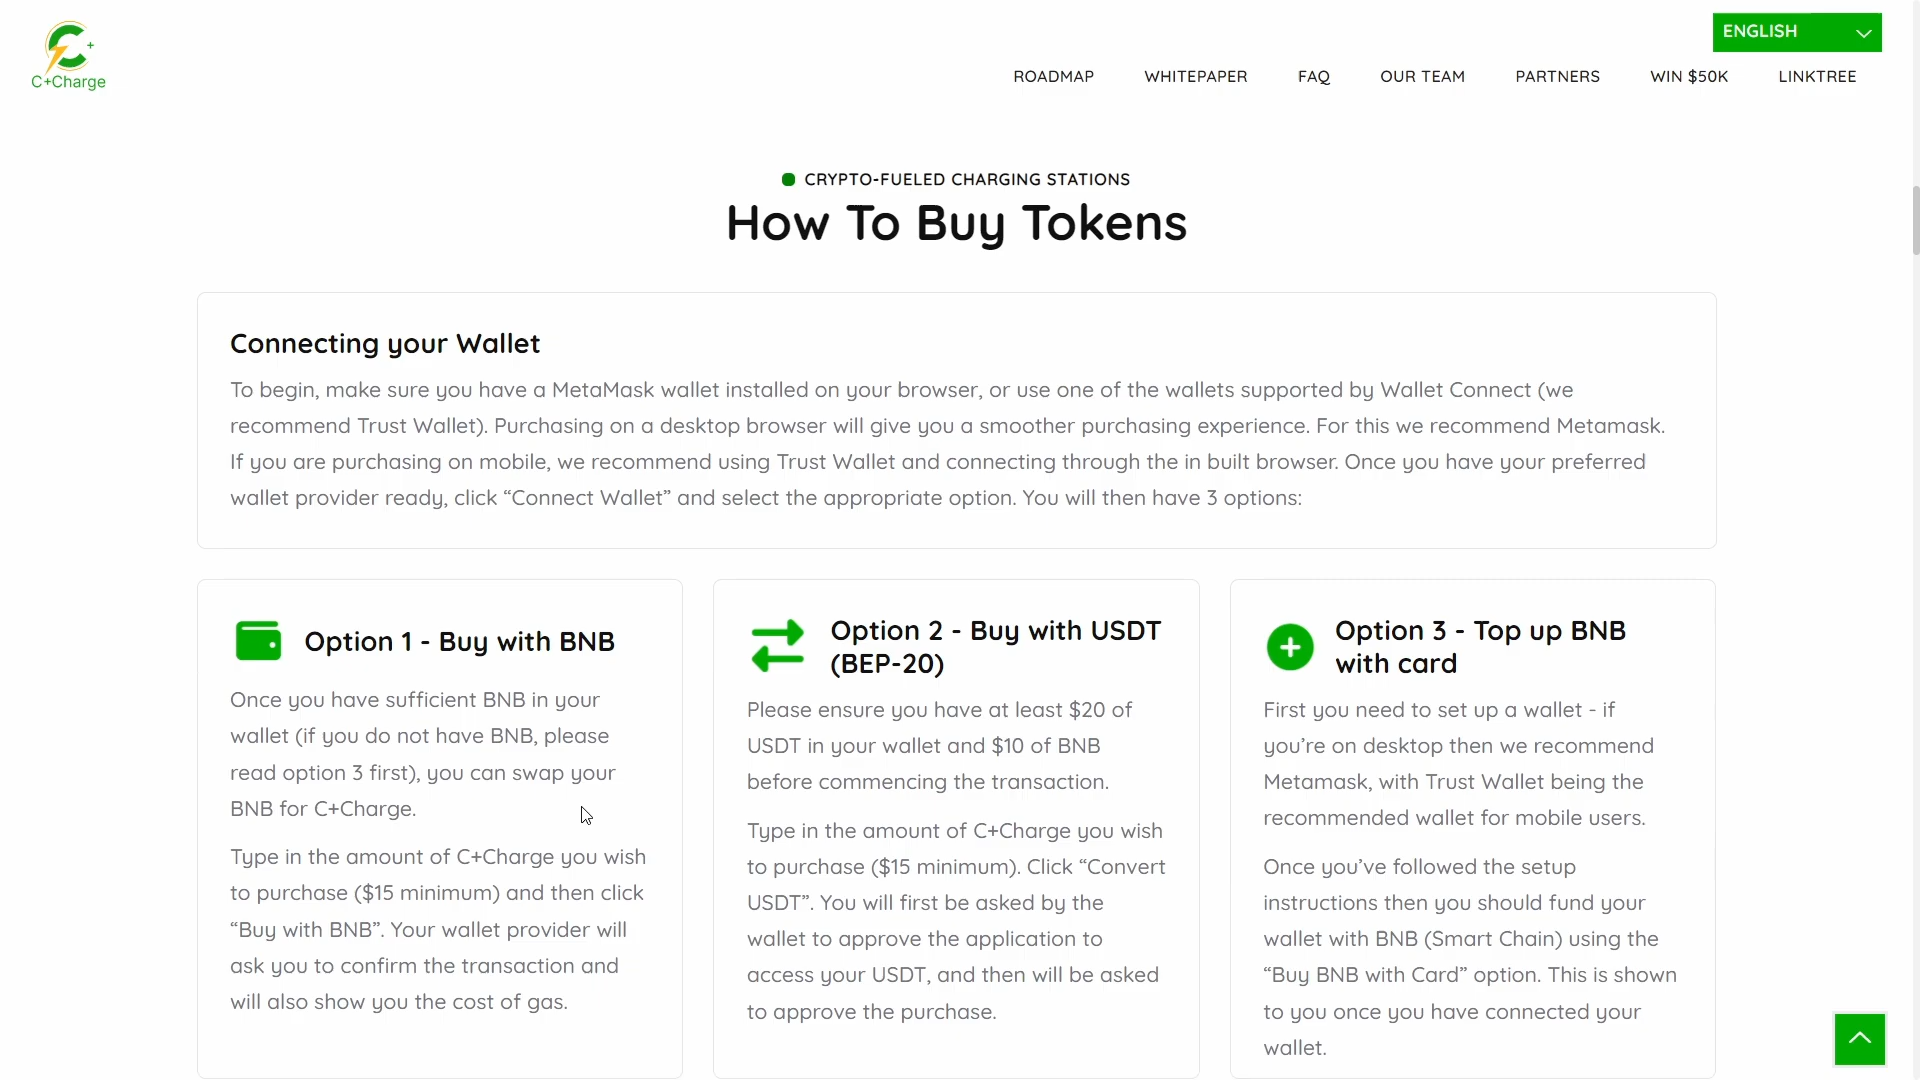 ENGLISH
C+
C+Charge
ROADMAP WHITEPAPER FAQ OUR TEAM PARTNERS WIN $50K LINKTREE
CRYPTO-FUELED CHARGING STATIONS
How To Buy Tokens
Connecting your Wallet
To begin, make sure you have a MetaMask wallet installed on your browser, or use one of the wallets supported by Wallet Connect (we
recommend Trust Wallet). Purchasing on a desktop browser will give you a smoother purchasing experience. For this we recommend Metamask.
If you are purchasing on mobile, we recommend using Trust Wallet and connecting through the in built browser. Once you have your preferred
wallet provider ready, click “Connect Wallet” and select the appropriate option. You will then have 3 options:
Option 1 - Buy with BNB
Once you have sufficient BNB in your
wallet (if you do not have BNB, please
read option 3 first), you can swap your
BNB for C+Charge.
Type in the amount of C+Charge you wish
to purchase ($15 minimum) and then click
“Buy with BNB”. Your wallet provider will
ask you to confirm the transaction and
will also show you the cost of gas.
Option 2 - Buy with USDT
(BEP-20)
Please ensure you have at least $20 of
USDT in your wallet and $10 of BNB
before commencing the transaction.
Type in the amount of C+Charge you wish
to purchase ($15 minimum). Click “Convert
USDT”. You will first be asked by the
wallet to approve the application to
access your USDT, and then will be asked
to approve the purchase.
Option 3 - Top up BNB
with card
First you need to set up a wallet - if
you’re on desktop then we recommend
Metamask, with Trust Wallet being the
recommended wallet for mobile users.
Once you’ve followed the setup
instructions then you should fund your
wallet with BNB (Smart Chain) using the
“Buy BNB with Card” option. This is shown
to you once you have connected your
wallet.